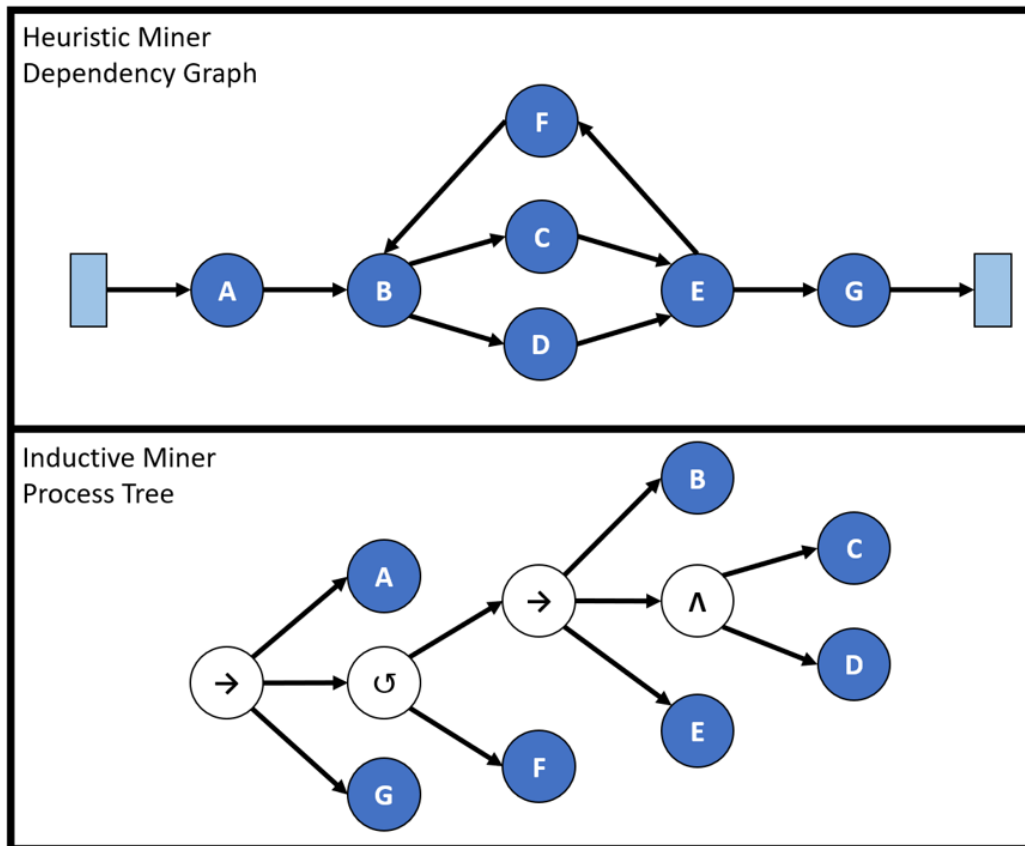 Heuristic Miner
Dependency Graph
F
C
A
B
E
G
D
Inductive Miner
Process Tree
B
C
A
→
∧
D
→
↺
E
F
G